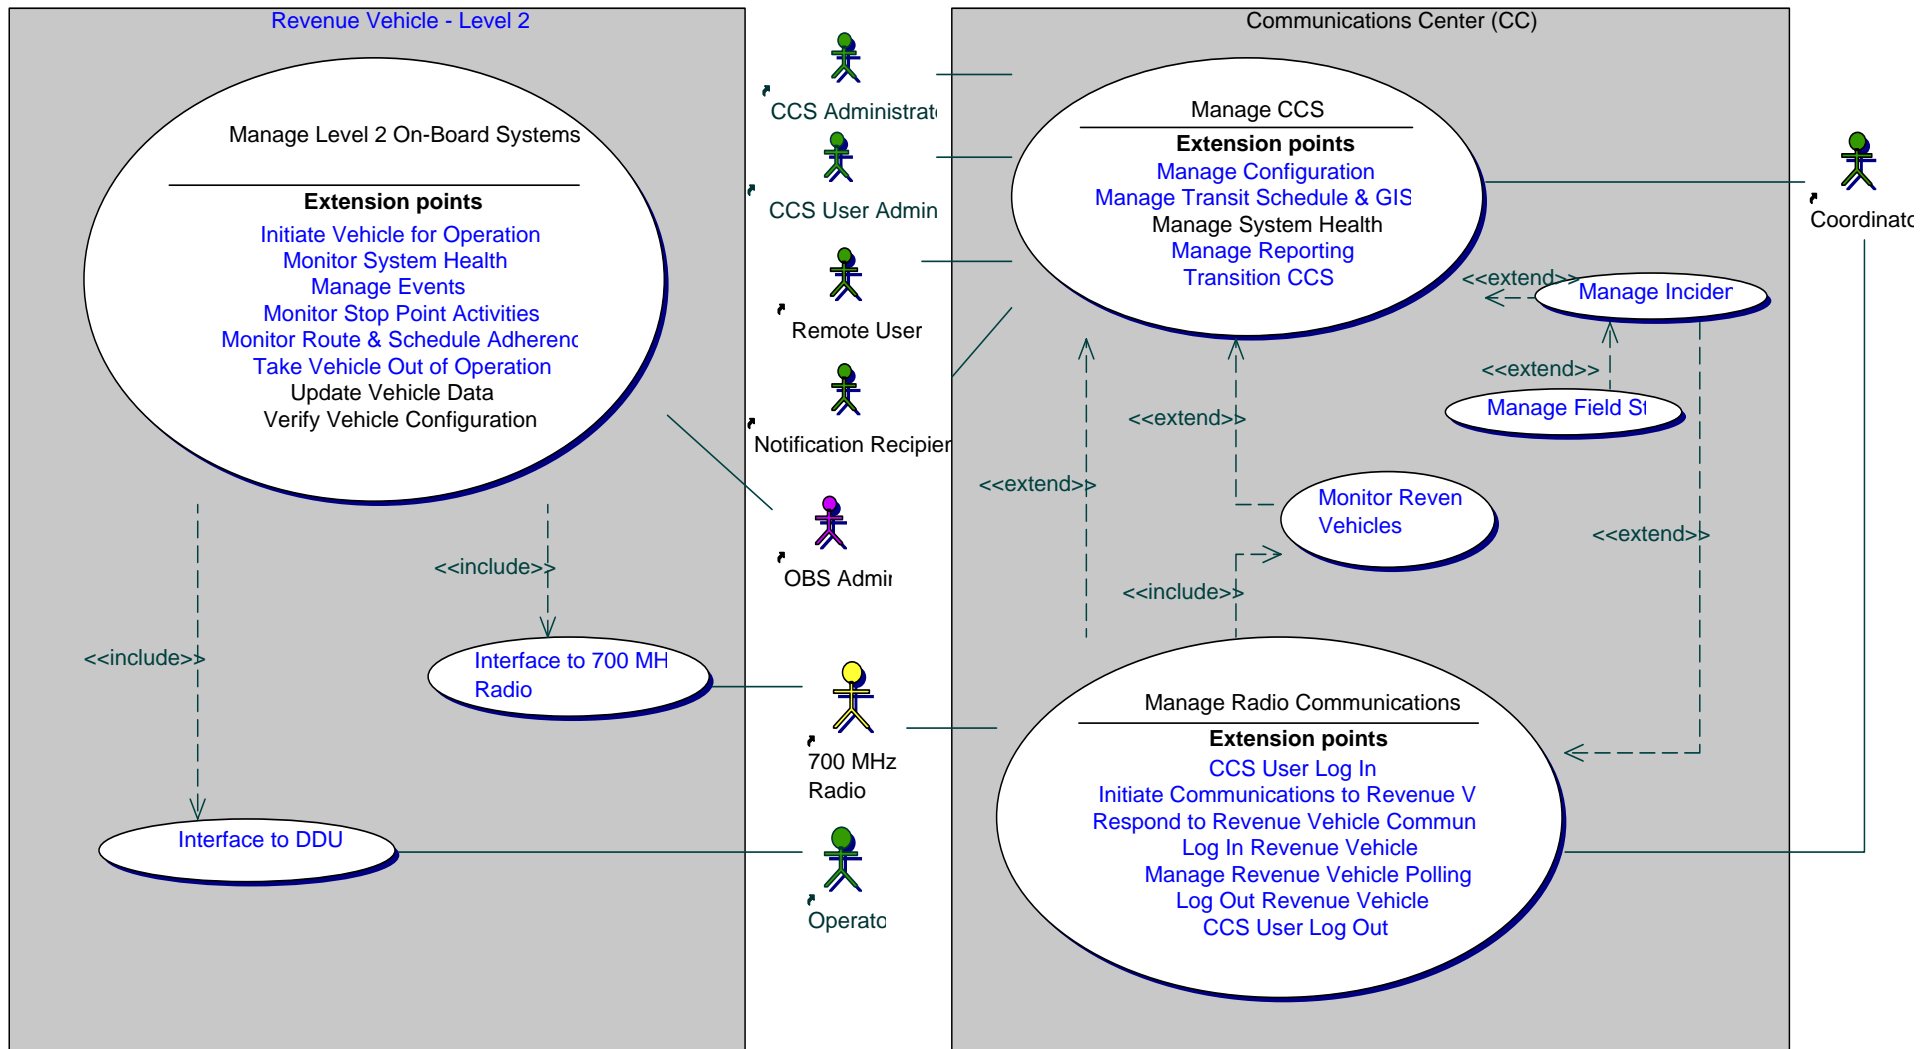 Revenue Vehicle - Level 2
Manage Level 2 On-Board Systems
Extension points
Initiate Vehicle for Operation
Monitor System Health
Manage Events
Monitor Stop Point Activities
Monitor Route & Schedule Adherenc
Take Vehicle Out of Operation
Update Vehicle Data
Verify Vehicle Configuration
<<include>>
<<include>>
Interface to 700 MH
Radio
Interface to DDU
CCS Administrat
CCS User Admin
Remote User
Notification Recipien
OBS Admin
700 MHz
Radio
Operato
Communications Center (CC)
Manage CCS
Extension points
Manage Configuration
Manage Transit Schedule & GIS
Manage System Health
Manage Reporting
Transition CCS
<<extend>>
Manage Inciden
<<extend>>
Manage Field St
<<extend>>
<<extend>>
Monitor Reven
Vehicles
<<extend>>
<<include>>
Manage Radio Communications
Extension points
CCS User Log In
Initiate Communications to Revenue V
Respond to Revenue Vehicle Commun
Log In Revenue Vehicle
Manage Revenue Vehicle Polling
Log Out Revenue Vehicle
CCS User Log Out
Coordinato